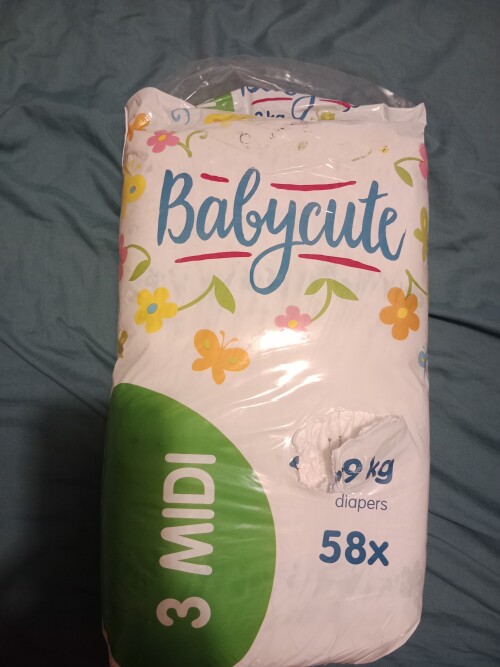 Babycute
9 kg
diapers
58x
3 MIDI